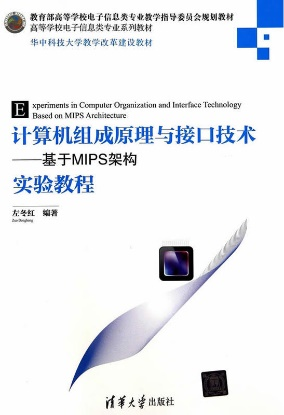 教育部高等学校电子信息类专业教学指导委员会规划教材
高等学校电子信息类专业系列教材
华中科技大学教学改革建设教材
Experiments in Computer Organization and Interface Technology
Based on MIPS Architecture
计算机组成原理与接口技术
——基于MIPS架构
实验教程
左冬红 编著
Zuo Donghong
清华大学出版社